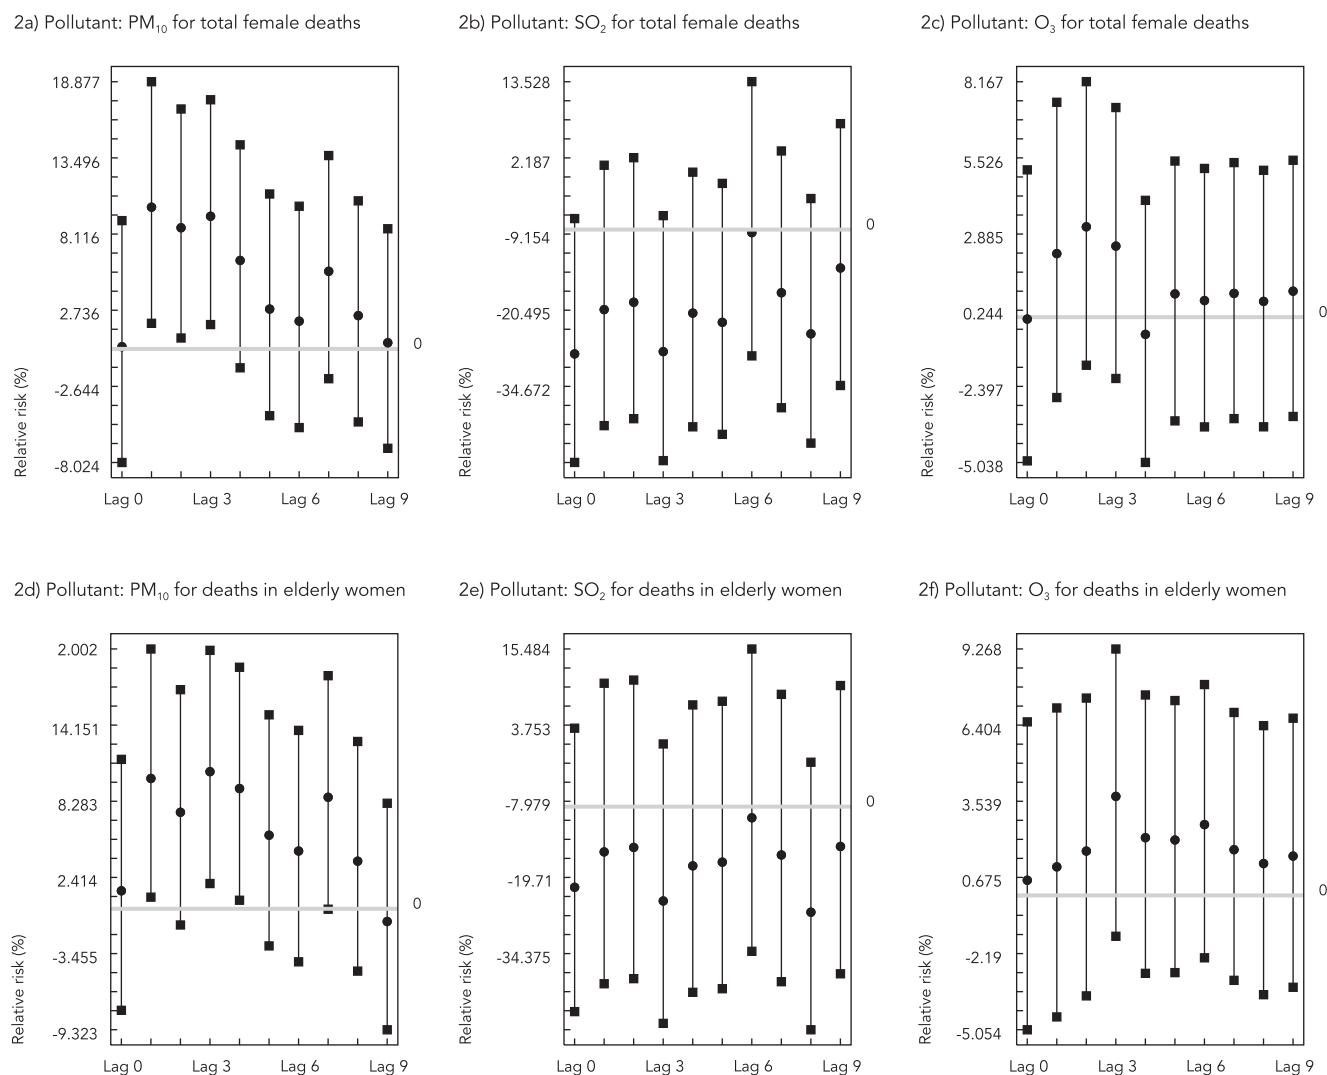 2a) Pollutant: PM10 for total female deaths
18.877
13.496
8.116
2.736
-2.644
-8.024
0
Relative risk (%)
Lag 0 Lag 3 Lag 6 Lag 9
2b) Pollutant: SO2 for total female deaths
13.528
2.187
-9.154
-20.495
-34.672
0
Relative risk (%)
Lag 0 Lag 3 Lag 6 Lag 9
2c) Pollutant: O3 for total female deaths
8.167
5.526
2.885
0.244
-2.397
-5.038
0
Relative risk (%)
Lag 0 Lag 3 Lag 6 Lag 9
2d) Pollutant: PM10 for deaths in elderly women
2.002
14.151
8.283
2.414
-3.455
-9.323
0
Relative risk (%)
Lag 0 Lag 3 Lag 6 Lag 9
2e) Pollutant: SO2 for deaths in elderly women
15.484
3.753
-7.979
-19.71
-34.375
0
Relative risk (%)
Lag 0 Lag 3 Lag 6 Lag 9
2f) Pollutant: O3 for deaths in elderly women
9.268
6.404
3.539
0.675
-2.19
-5.054
0
Relative risk (%)
Lag 0 Lag 3 Lag 6 Lag 9